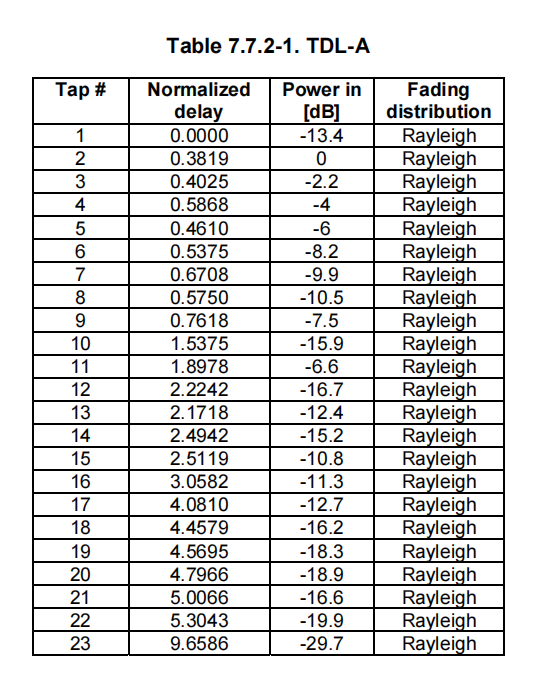 Table 7.7.2-1. TDL-A
Tap # Normalized delay Power in [dB] Fading distribution
1 0.0000 -13.4 Rayleigh
2 0.3819 0 Rayleigh
3 0.4025 -2.2 Rayleigh
4 0.5868 -4 Rayleigh
5 0.4610 -6 Rayleigh
6 0.5375 -8.2 Rayleigh
7 0.6708 -9.9 Rayleigh
8 0.5750 -10.5 Rayleigh
9 0.7618 -7.5 Rayleigh
10 1.5375 -15.9 Rayleigh
11 1.8978 -6.6 Rayleigh
12 2.2242 -16.7 Rayleigh
13 2.1718 -12.4 Rayleigh
14 2.4942 -15.2 Rayleigh
15 2.5119 -10.8 Rayleigh
16 3.0582 -11.3 Rayleigh
17 4.0810 -12.7 Rayleigh
18 4.4579 -16.2 Rayleigh
19 4.5695 -18.3 Rayleigh
20 4.7966 -18.9 Rayleigh
21 5.0066 -16.6 Rayleigh
22 5.3043 -19.9 Rayleigh
23 9.6586 -29.7 Rayleigh